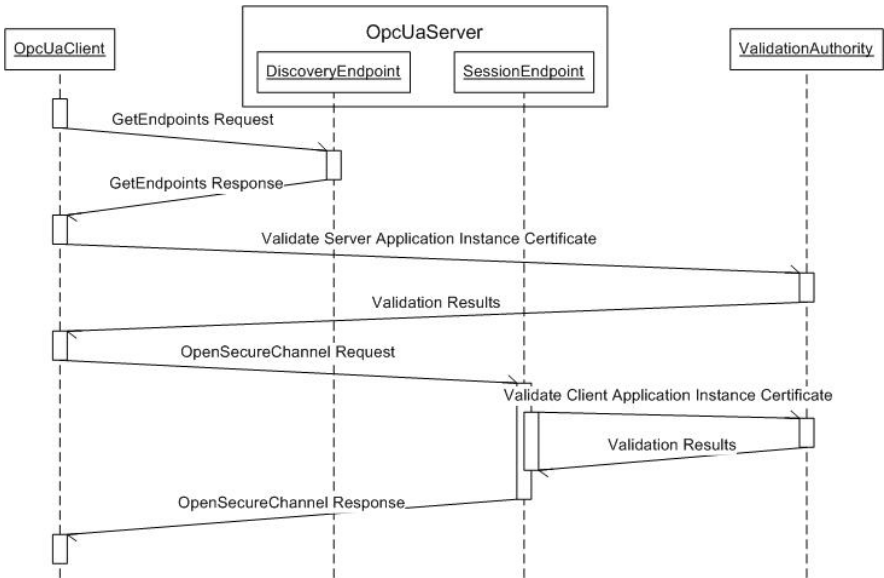 OpcUaServer
OpcUaClient
DiscoveryEndpoint
SessionEndpoint
ValidationAuthority
GetEndpoints Request
GetEndpoints Response
Validate Server Application Instance Certificate
Validation Results
OpenSecureChannel Request
Validate Client Application Instance Certificate
Validation Results
OpenSecureChannel Response